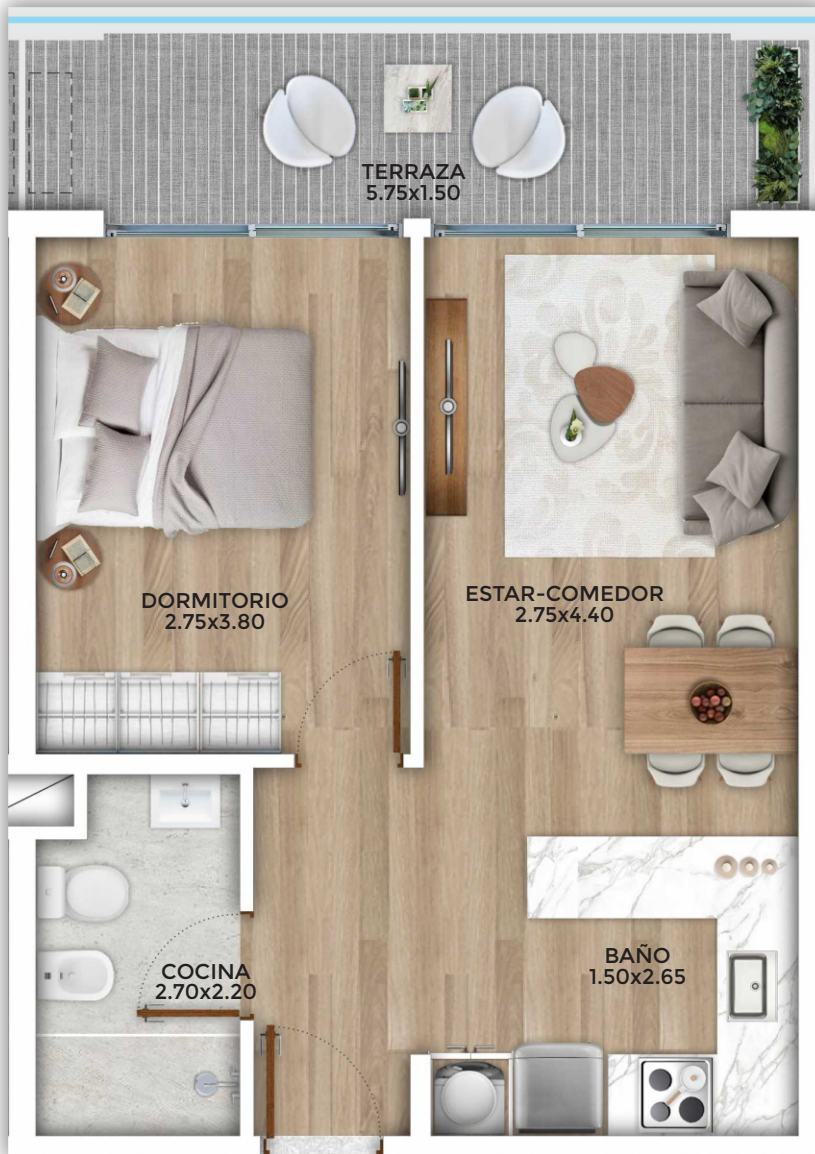 TERRAZA
5.75x1.50
DORMITORIO
2.75x3.80
ESTAR-COMEDOR
2.75x4.40
COCINA
2.70x2.20
BAÑO
1.50x2.65